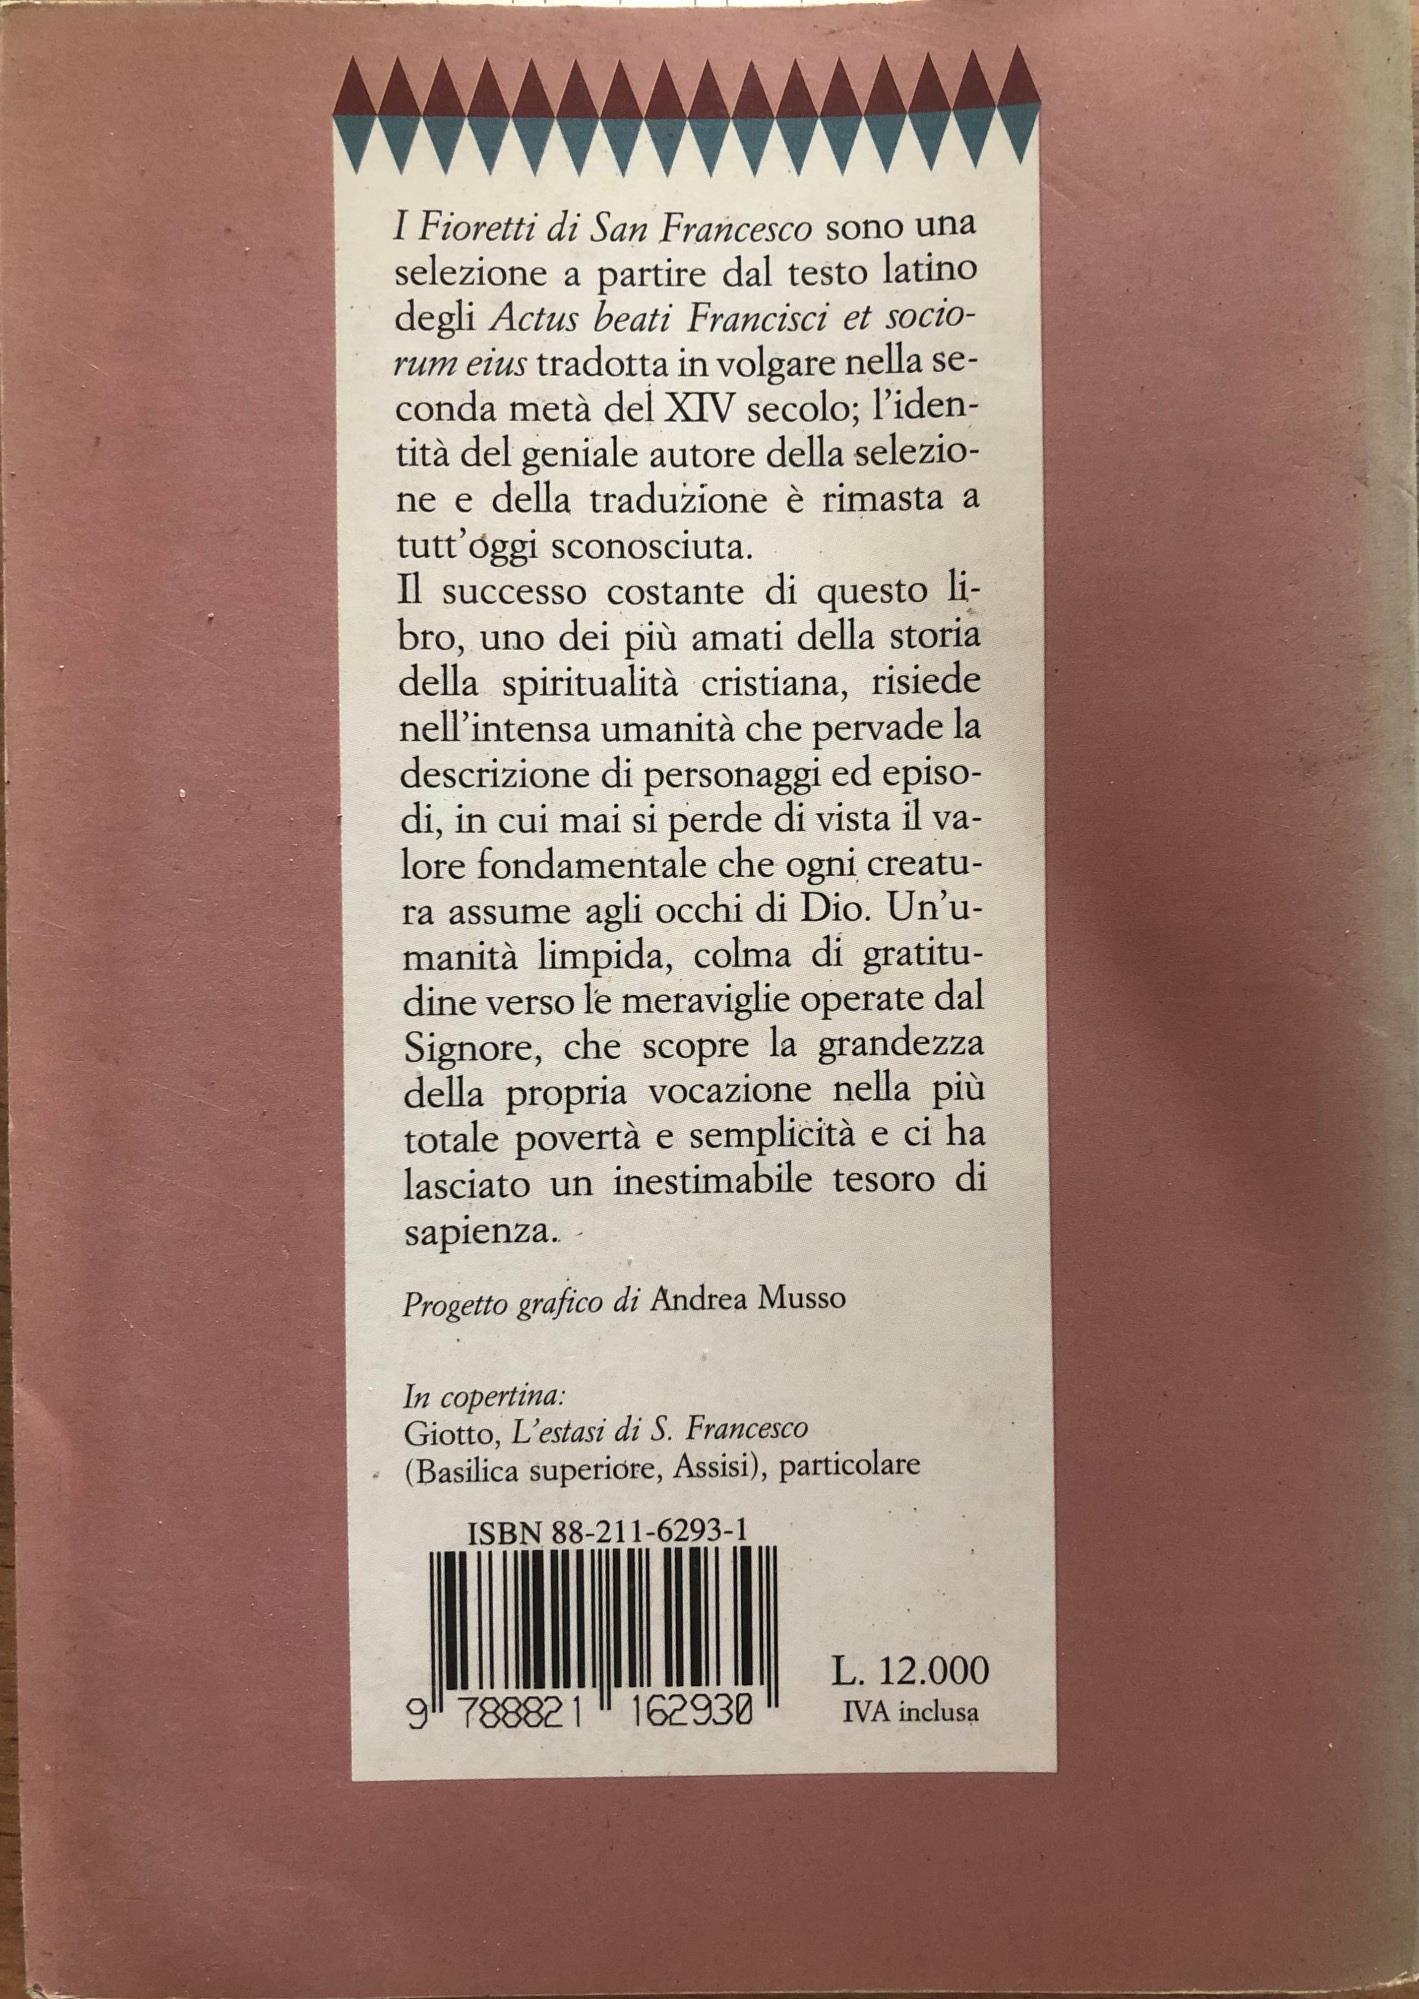 I Fioretti di San Francesco sono una
selezione a partire dal testo latino
degli Actus beati Francisci et socio-
rum eius tradotta in volgare nella se-
conda metà del XIV secolo; l'iden-
tità del geniale autore della selezio-
ne e della traduzione è rimasta a
tutt'oggi sconosciuta.
Il successo costante di questo li-
bro, uno dei più amati della storia
della spiritualità cristiana, risiede
nell'intensa umanità che pervade la
descrizione di personaggi ed episo-
di, in cui mai si perde di vista il va-
lore fondamentale che ogni creatu-
ra assume agli occhi di Dio. Un'u-
manità limpida, colma di gratitu-
dine verso le meraviglie operate dal
Signore, che scopre la grandezza
della propria vocazione nella più
totale povertà e semplicità e ci ha
lasciato un inestimabile tesoro di
sapienza.
Progetto grafico di Andrea Musso
In copertina:
Giotto, L'estasi di S. Francesco
(Basilica superiore, Assisi), particolare
ISBN 88-211-6293-1
9 788821 162930
L. 12.000
IVA inclusa